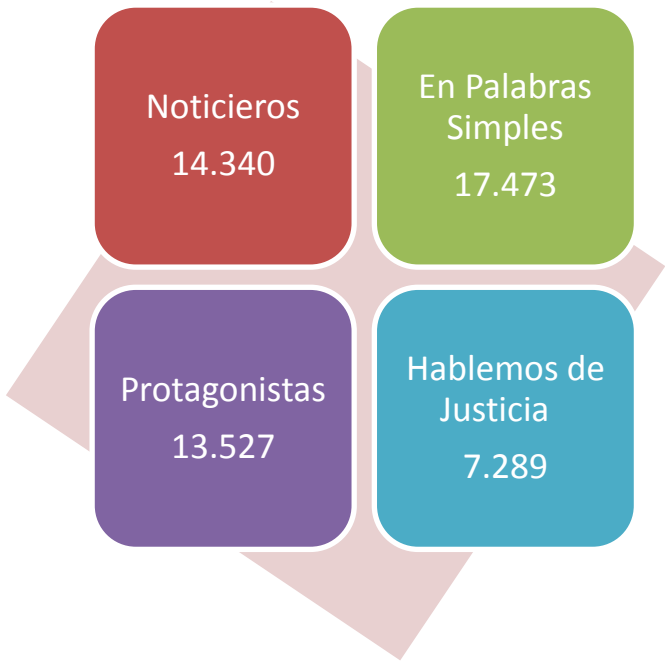 Noticieros
14.340
En Palabras
Simples
17.473
Protagonistas
13.527
Hablemos de
Justicia
7.289